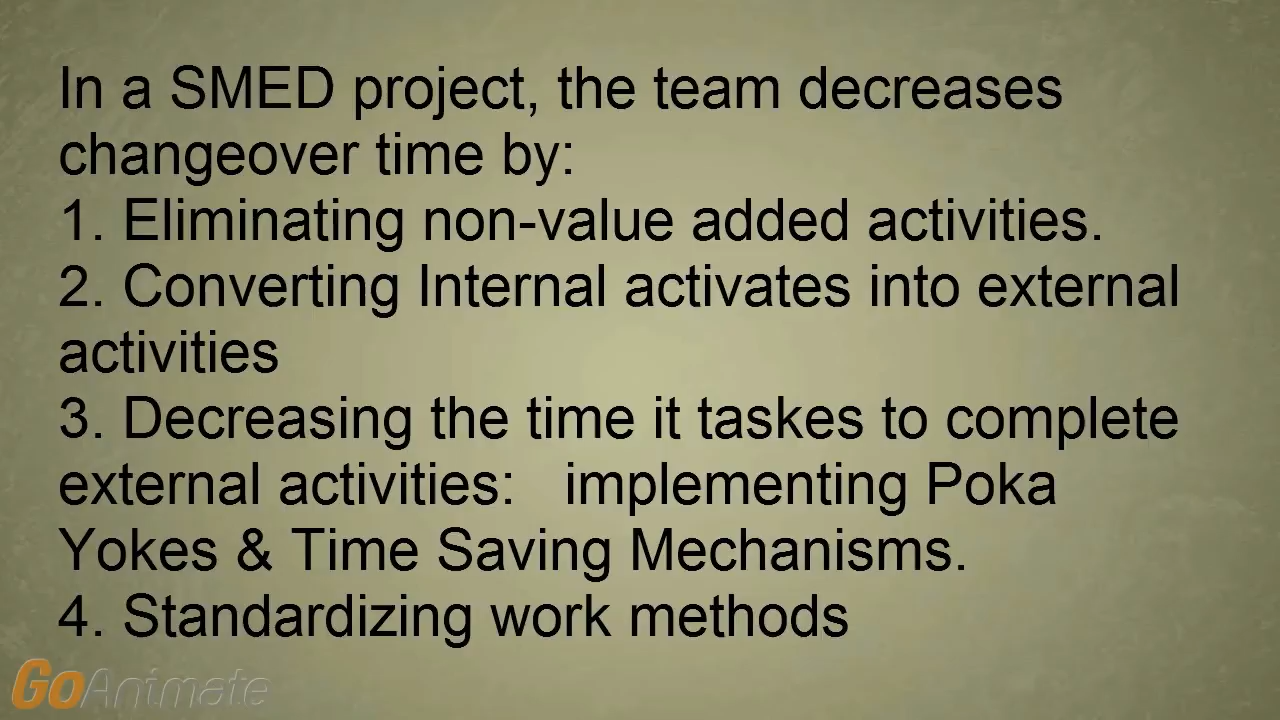 In a SMED project, the team decreases
changeover time by:
1. Eliminating non-value added activities.
2. Converting Internal activates into external
activities
3. Decreasing the time it taskes to complete
external activities:   implementing Poka
Yokes & Time Saving Mechanisms.
4. Standardizing work methods
GoAnimate